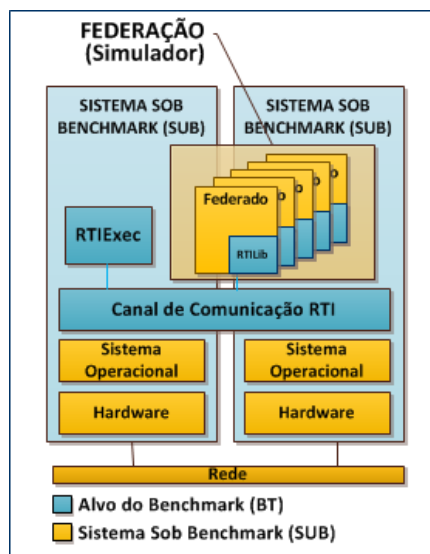 FEDERAÇÃO
(Simulador)
SISTEMA SOB
BENCHMARK (SUB)
SISTEMA SOB
BENCHMARK (SUB)
Federado
RTILib
RTIExec
Canal de Comunicação RTI
Sistema
Operacional
Sistema
Operacional
Hardware
Hardware
Rede
Alvo do Benchmark (BT)
Sistema Sob Benchmark (SUB)